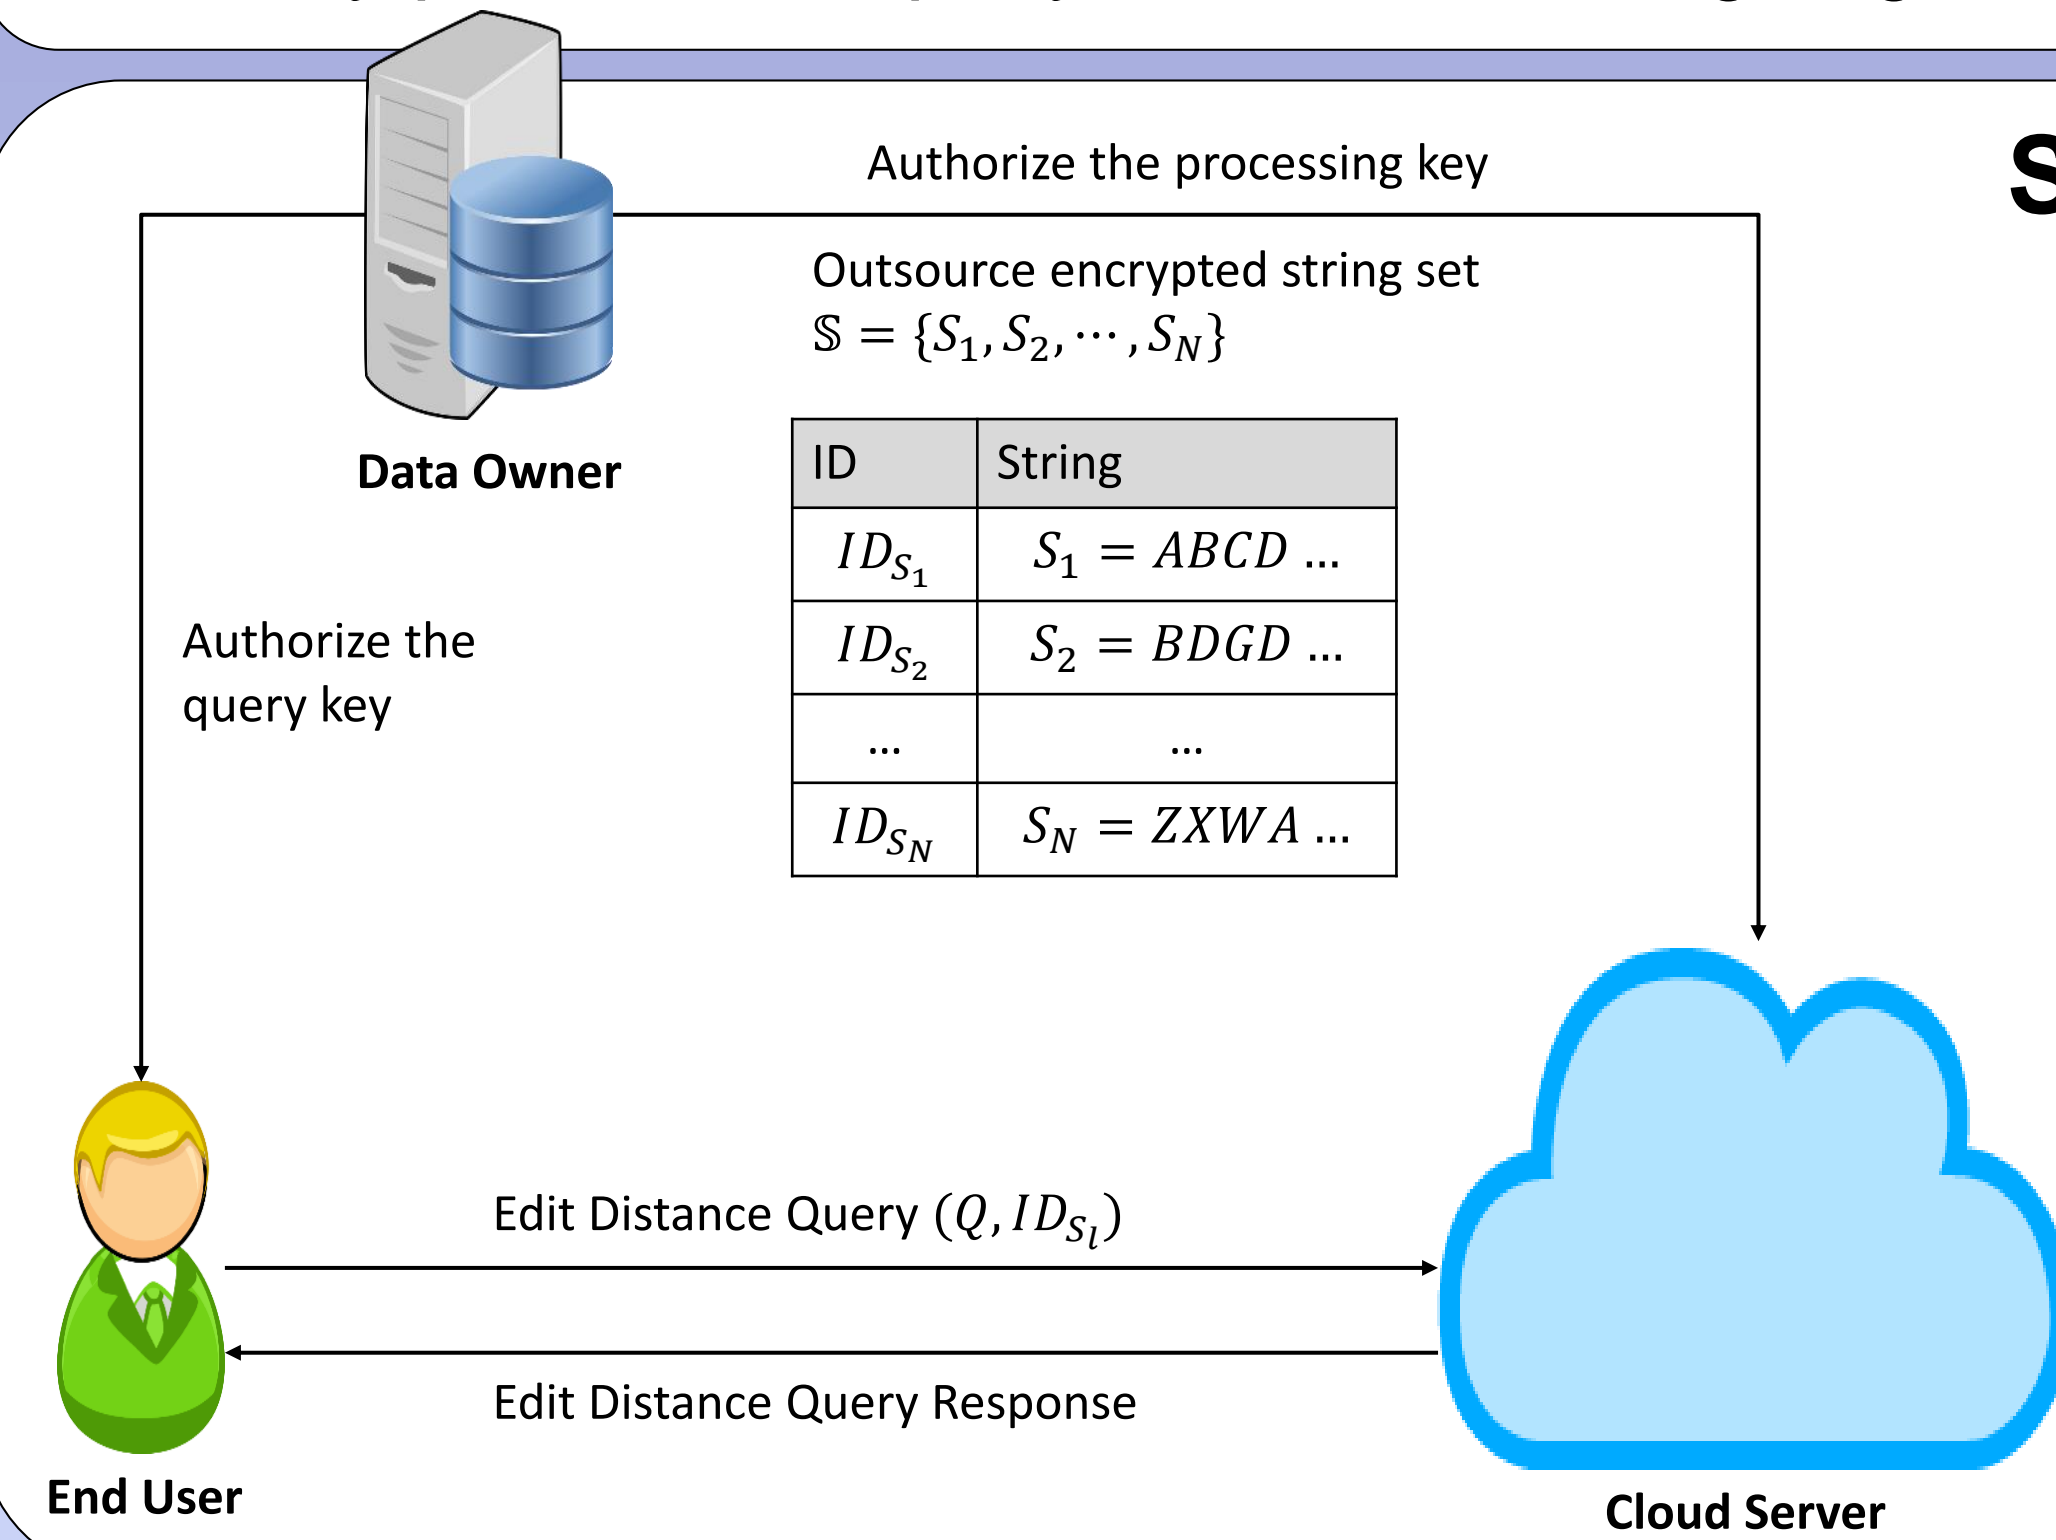 Authorize the processing key
Outsource encrypted string set
𝕊 = {S₁, S₂, ⋯, S_N}
Data Owner
ID String
ID_{S₁} S₁ = ABCD …
ID_{S₂} S₂ = BDGD …
… …
ID_{S_N} S_N = ZXWA …
Authorize the
query key
Edit Distance Query (Q, ID_{S_l})
Edit Distance Query Response
End User
Cloud Server